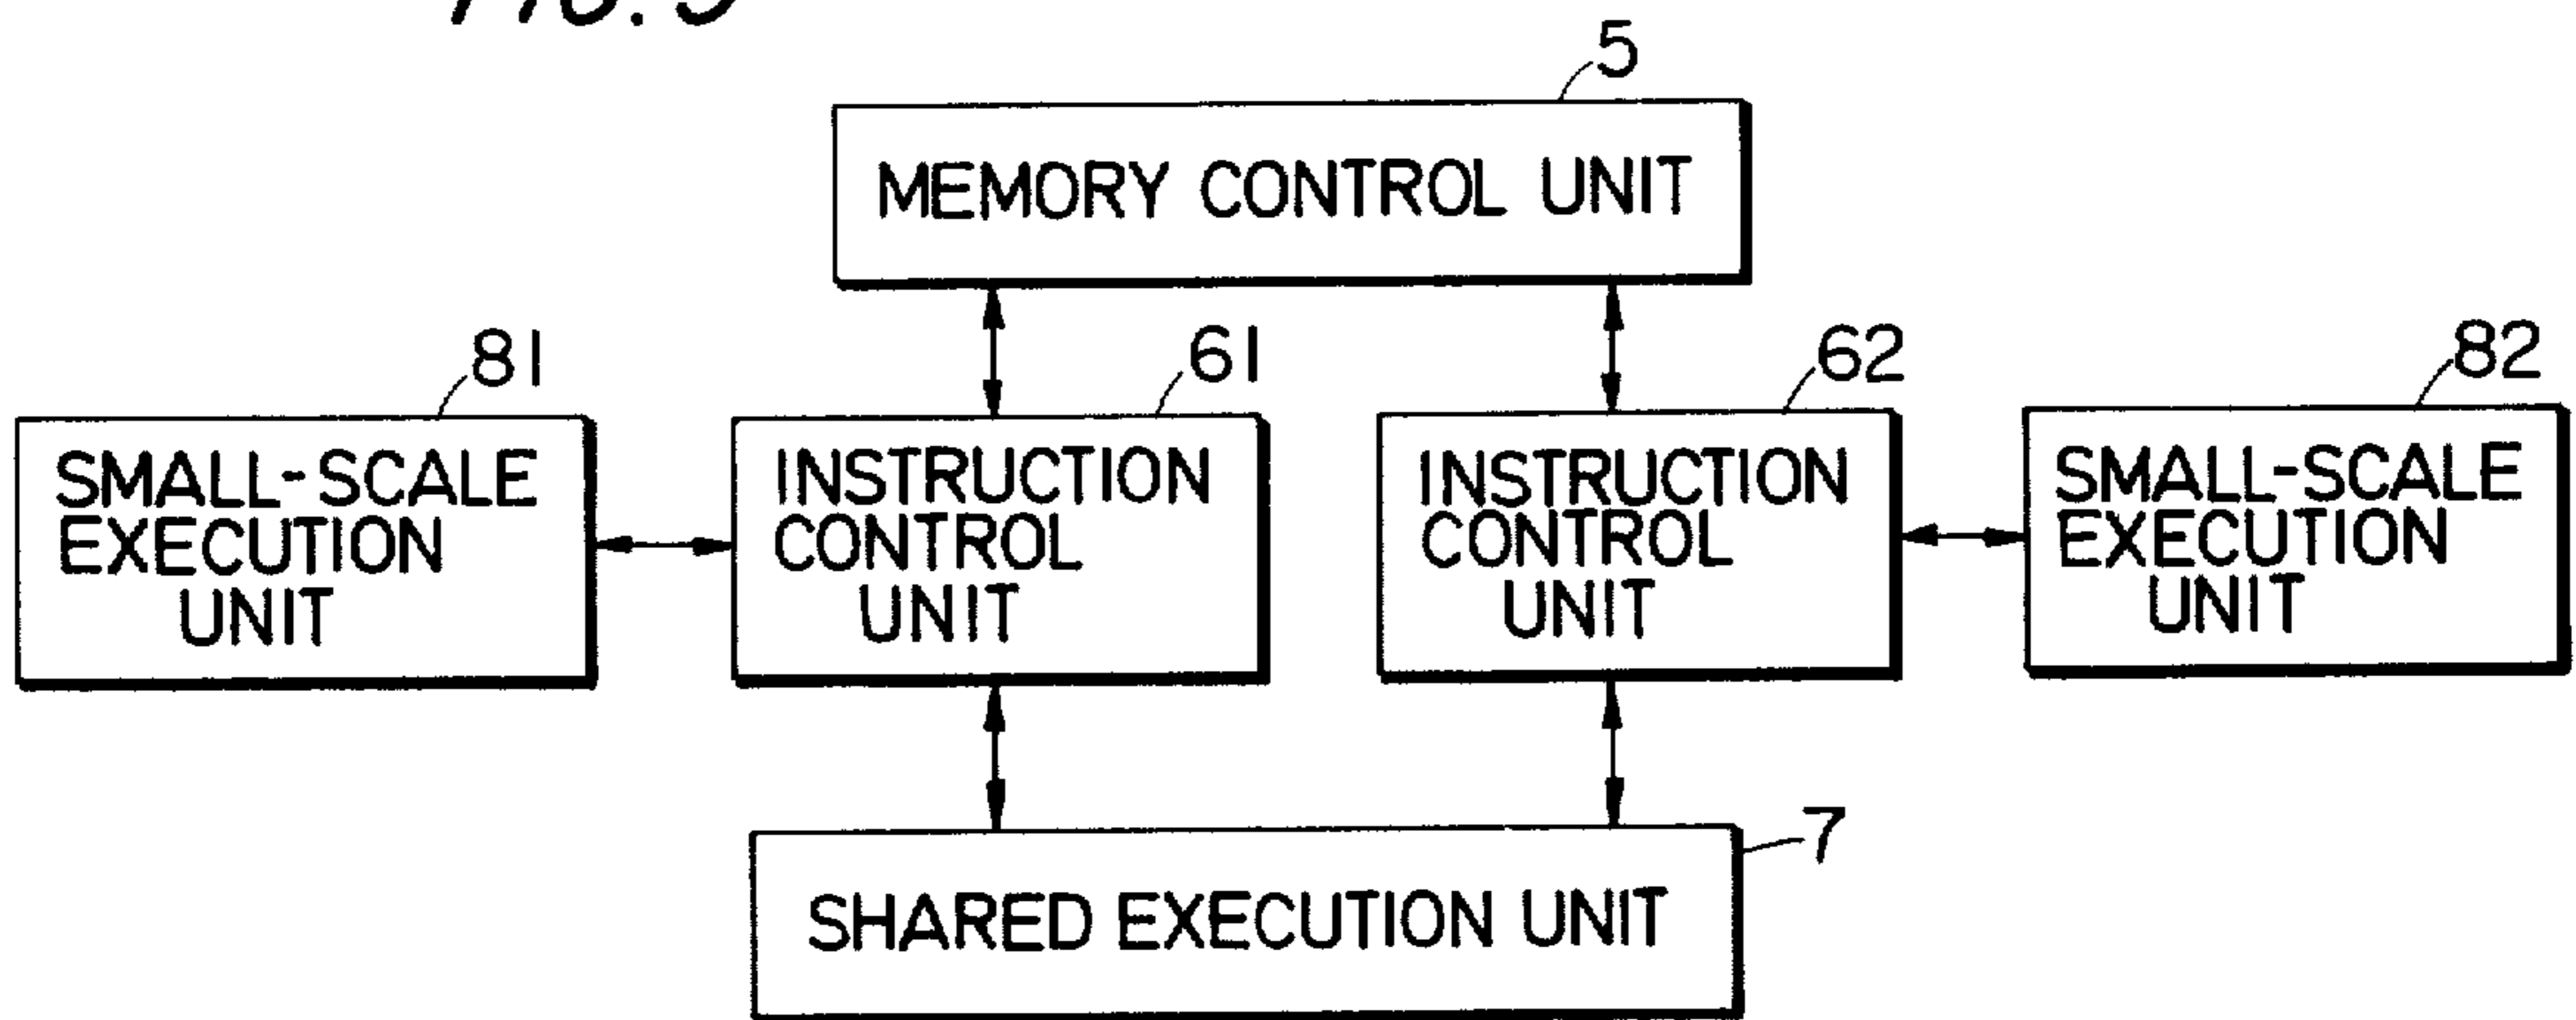 5
MEMORY CONTROL UNIT
81
61
62
82
SMALL-SCALE
EXECUTION
UNIT
INSTRUCTION
CONTROL
UNIT
INSTRUCTION
CONTROL
UNIT
SMALL-SCALE
EXECUTION
UNIT
7
SHARED EXECUTION UNIT